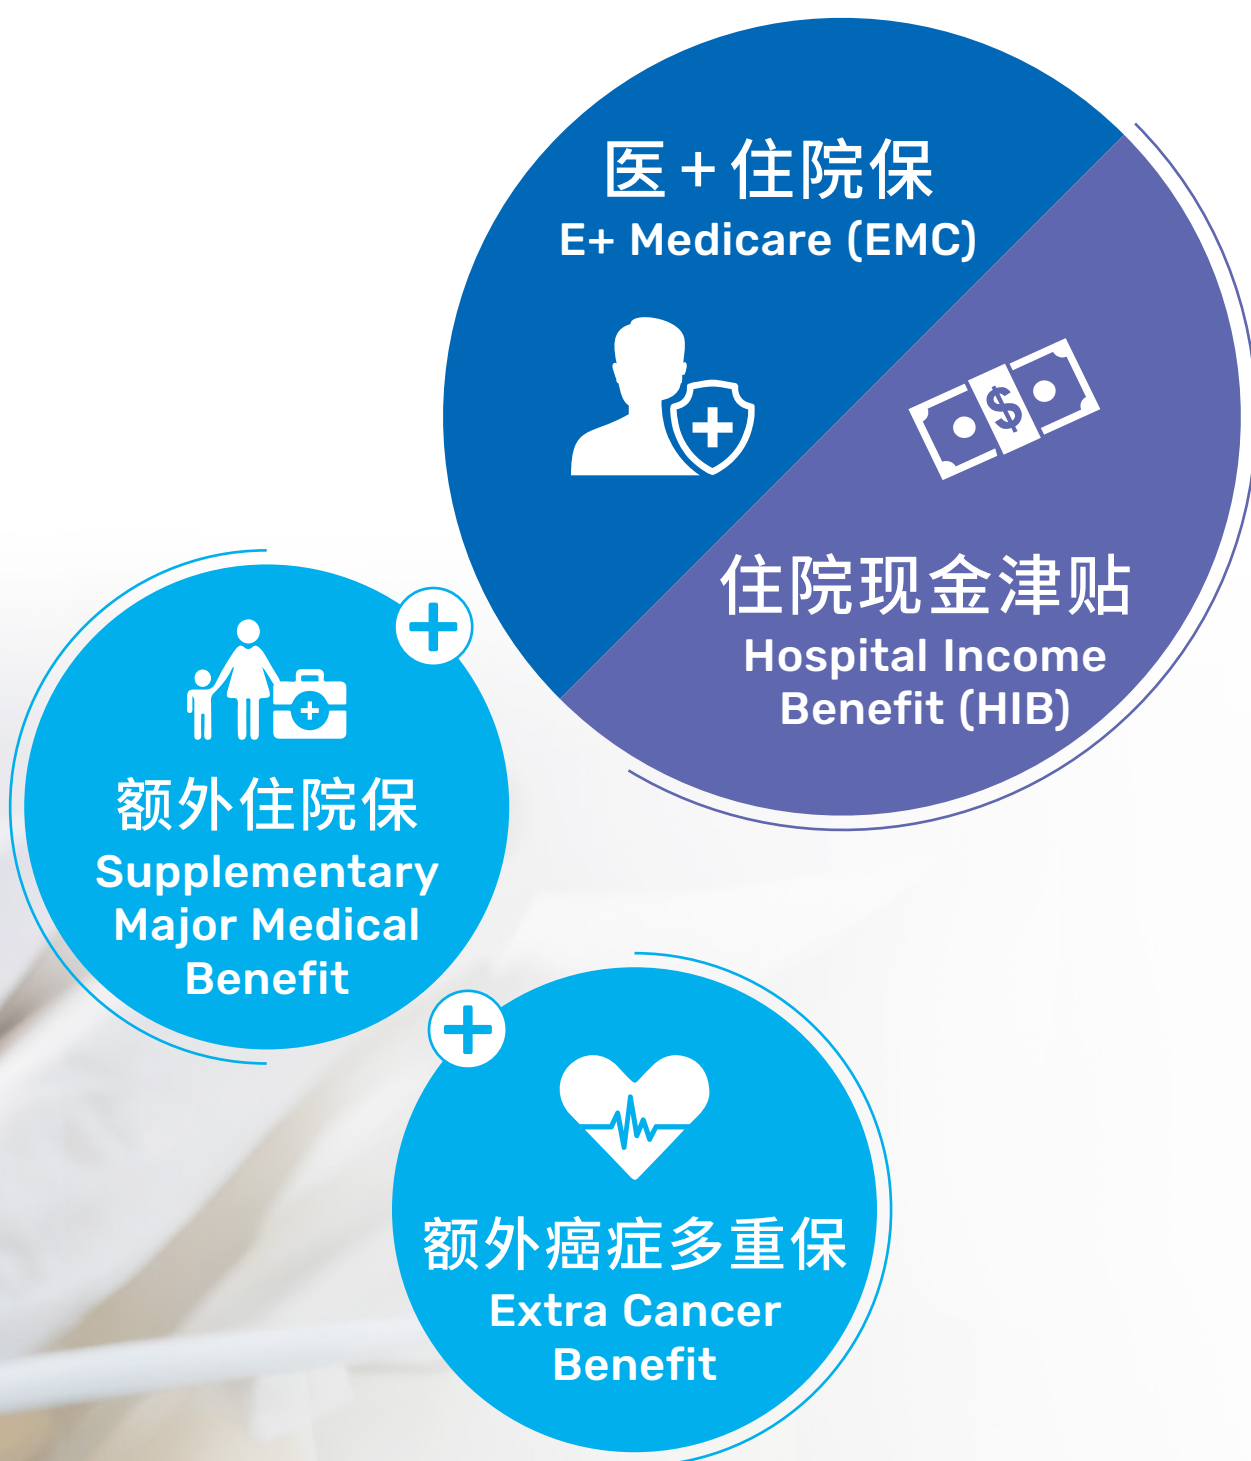 医+住院保
E+ Medicare (EMC)
住院现金津贴
Hospital Income
Benefit (HIB)
额外住院保
Supplementary
Major Medical
Benefit
额外癌症多重保
Extra Cancer
Benefit